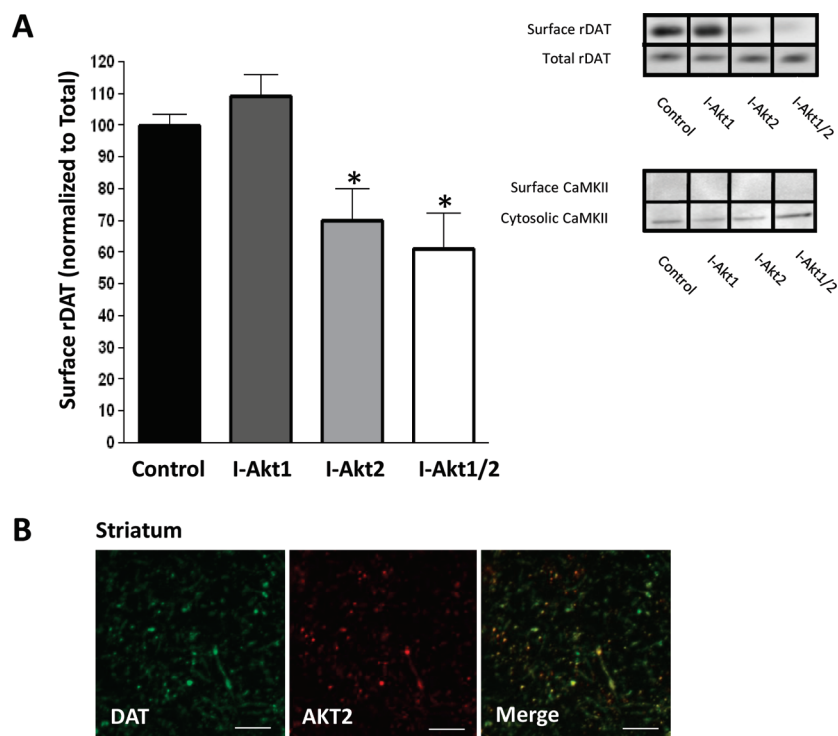 A
Surface rDAT (normalized to Total)
120
110
100
90
80
70
60
50
40
30
20
10
0
*
*
Control I-Akt1 I-Akt2 I-Akt1/2
Surface rDAT
Total rDAT
Control I-Akt1 I-Akt2 I-Akt1/2
Surface CaMKII
Cytosolic CaMKII
Control I-Akt1 I-Akt2 I-Akt1/2
B
Striatum
DAT AKT2 Merge